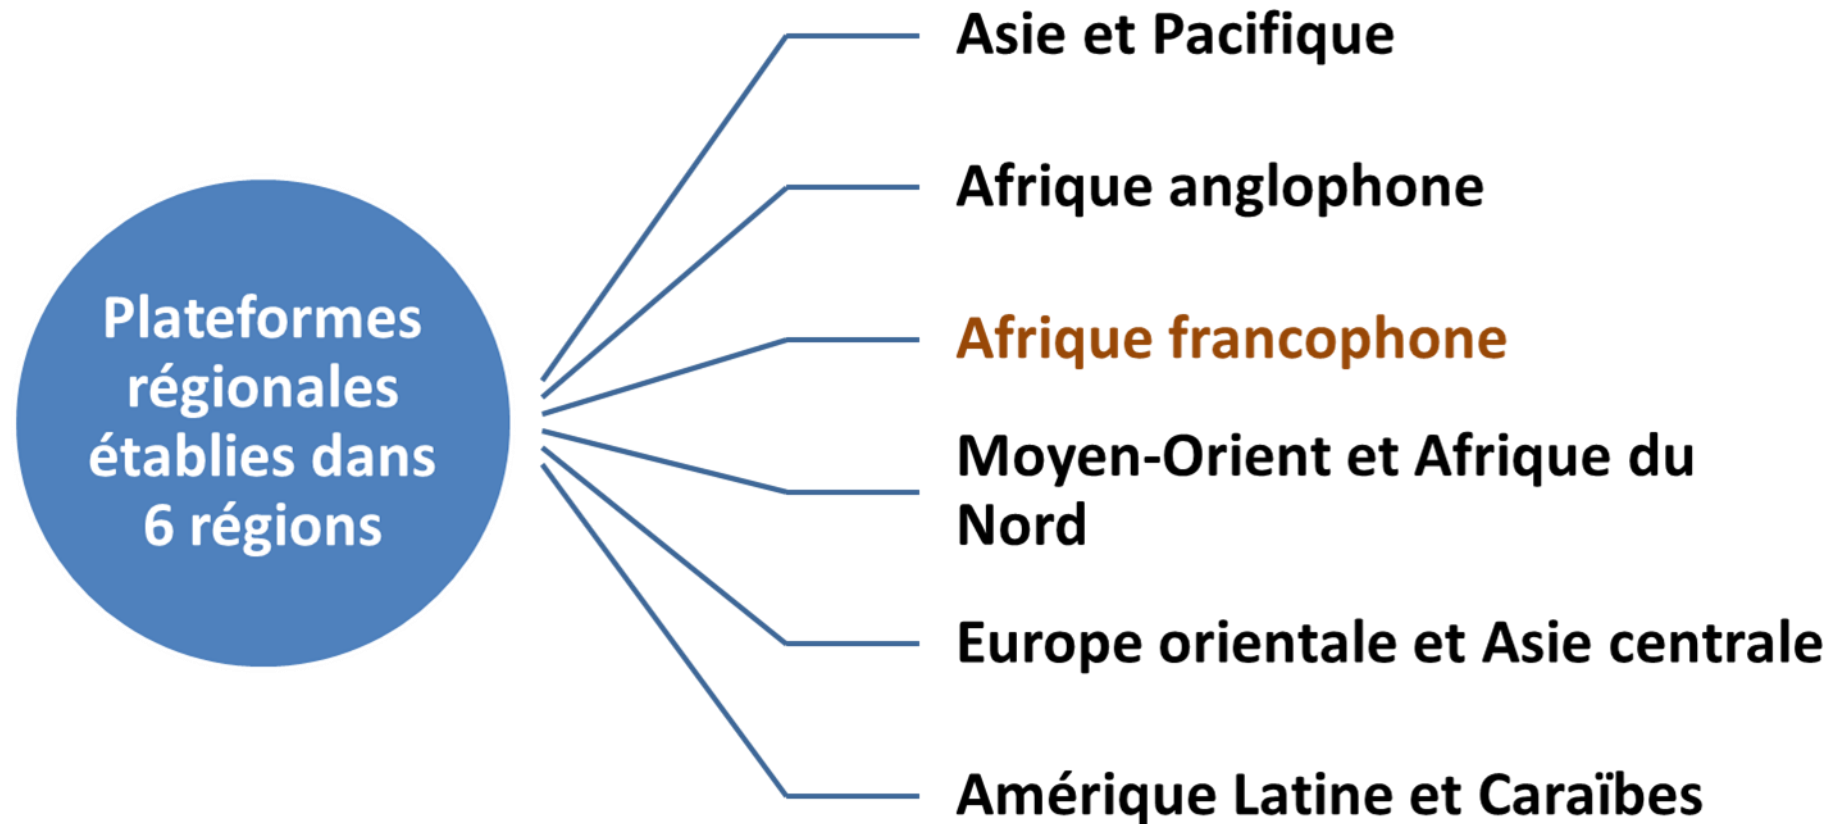 Plateformes
régionales
établies dans
6 régions
Asie et Pacifique
Afrique anglophone
Afrique francophone
Moyen-Orient et Afrique du
Nord
Europe orientale et Asie centrale
Amérique Latine et Caraïbes